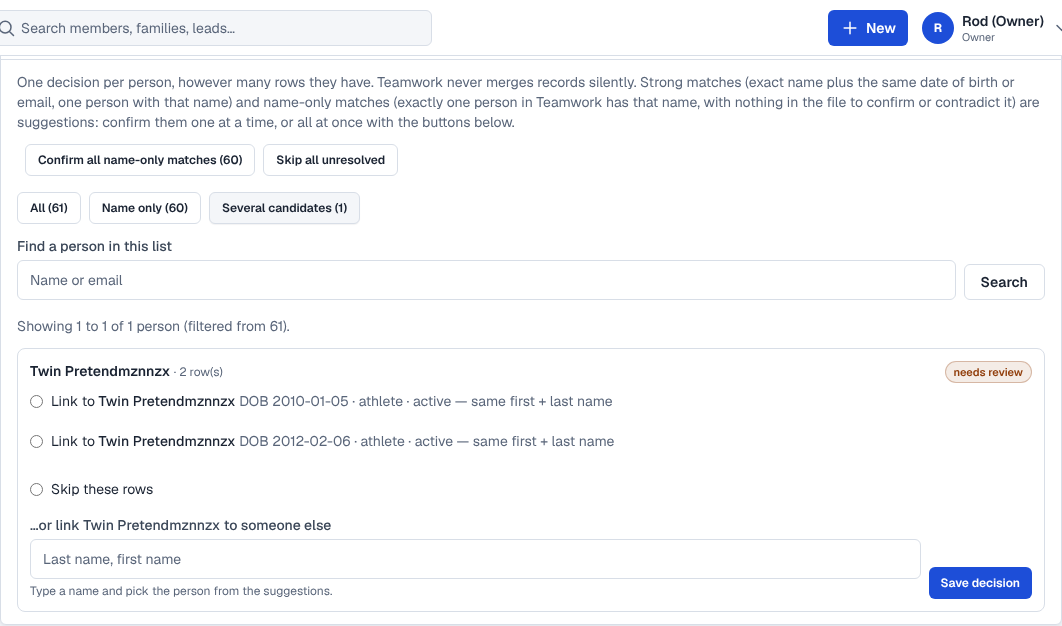 Search members, families, leads...
New
R
Rod (Owner)
Owner
One decision per person, however many rows they have. Teamwork never merges records silently. Strong matches (exact name plus the same date of birth or
email, one person with that name) and name-only matches (exactly one person in Teamwork has that name, with nothing in the file to confirm or contradict it) are
suggestions: confirm them one at a time, or all at once with the buttons below.
Confirm all name-only matches (60)
Skip all unresolved
All (61)
Name only (60)
Several candidates (1)
Find a person in this list
Name or email
Search
Showing 1 to 1 of 1 person (filtered from 61).
Twin Pretendmznnzx · 2 row(s)
needs review
Link to Twin Pretendmznnzx DOB 2010-01-05 · athlete · active — same first + last name
Link to Twin Pretendmznnzx DOB 2012-02-06 · athlete · active — same first + last name
Skip these rows
...or link Twin Pretendmznnzx to someone else
Last name, first name
Type a name and pick the person from the suggestions.
Save decision